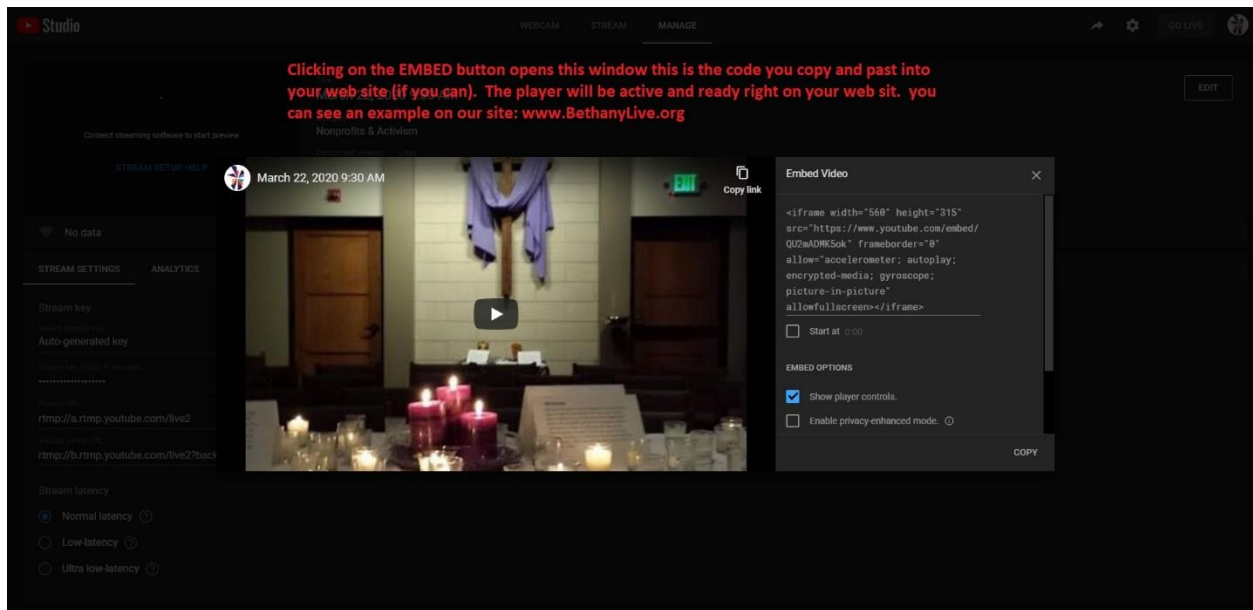 Studio
WEBCAM STREAM MANAGE
GO LIVE
Clicking on the EMBED button opens this window this is the code you copy and past into
your web site (if you can). The player will be active and ready right on your web sit. you
can see an example on our site: www.BethanyLive.org
EDIT
Connect streaming software to start preview
Nonprofits & Activism
STREAM SETUP HELP
March 22, 2020 9:30 AM
Copy link
Embed Video
<iframe width="560" height="315"
src="https://www.youtube.com/embed/
QU2mADMK5ok" frameborder="0"
allow="accelerometer; autoplay;
encrypted-media; gyroscope;
picture-in-picture"
allowfullscreen></iframe>
Start at 0:00
EMBED OPTIONS
Show player controls.
Enable privacy-enhanced mode.
COPY
No data
STREAM SETTINGS ANALYTICS
Stream key
Auto-generated key
Stream URL
rtmp://a.rtmp.youtube.com/live2
rtmp://b.rtmp.youtube.com/live2?back
Stream latency
Normal latency
Low-latency
Ultra low-latency